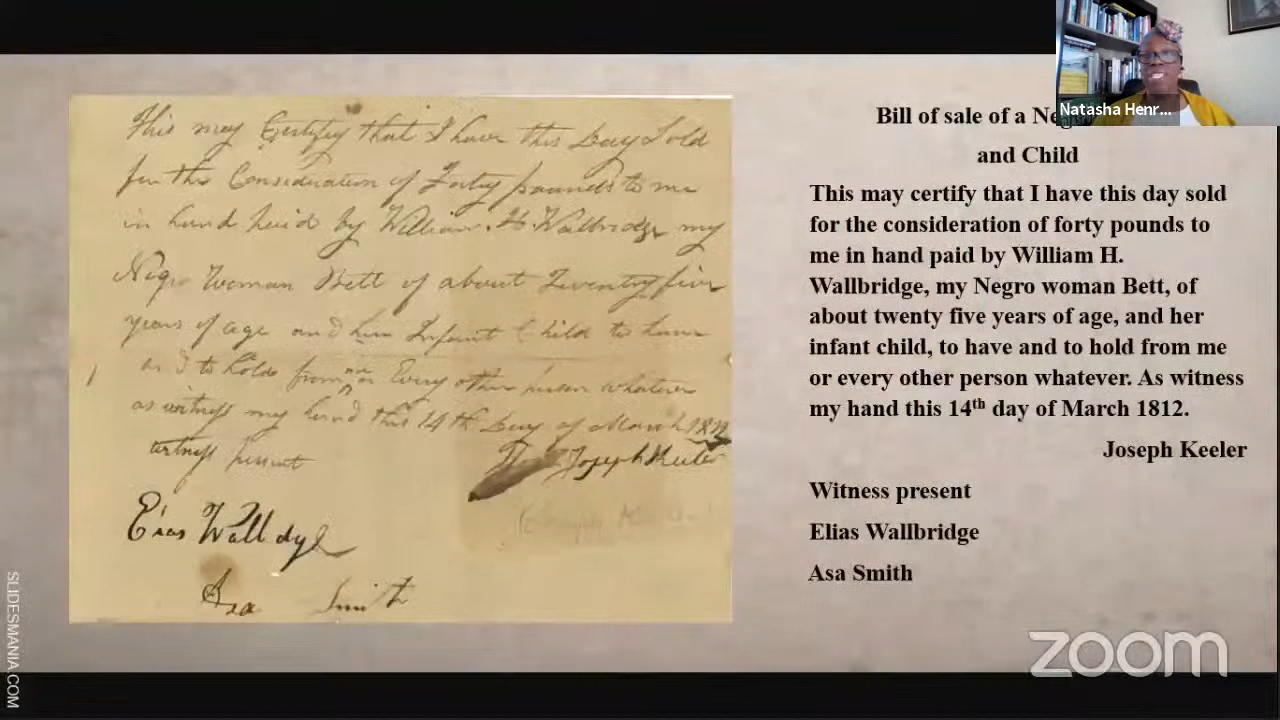 This may Certify that I have this Day Sold
for the Consideration of Forty pounds to me
in hand paid by William H. Wallbridge my
Negro Woman Bett of about Twenty five
years of age and her Infant Child to have
and to hold from me or Every other person whatever
as witness my hand this 14th Day of March 1812
witness present
Joseph Keeler
Elias Wallbridge
Asa Smith
Natasha Henr...
Bill of sale of a
and Child
This may certify that I have this day sold
for the consideration of forty pounds to
me in hand paid by William H.
Wallbridge, my Negro woman Bett, of
about twenty five years of age, and her
infant child, to have and to hold from me
or every other person whatever. As witness
my hand this 14th day of March 1812.
Joseph Keeler
Witness present
Elias Wallbridge
Asa Smith
SLIDESMANIA.COM
zoom